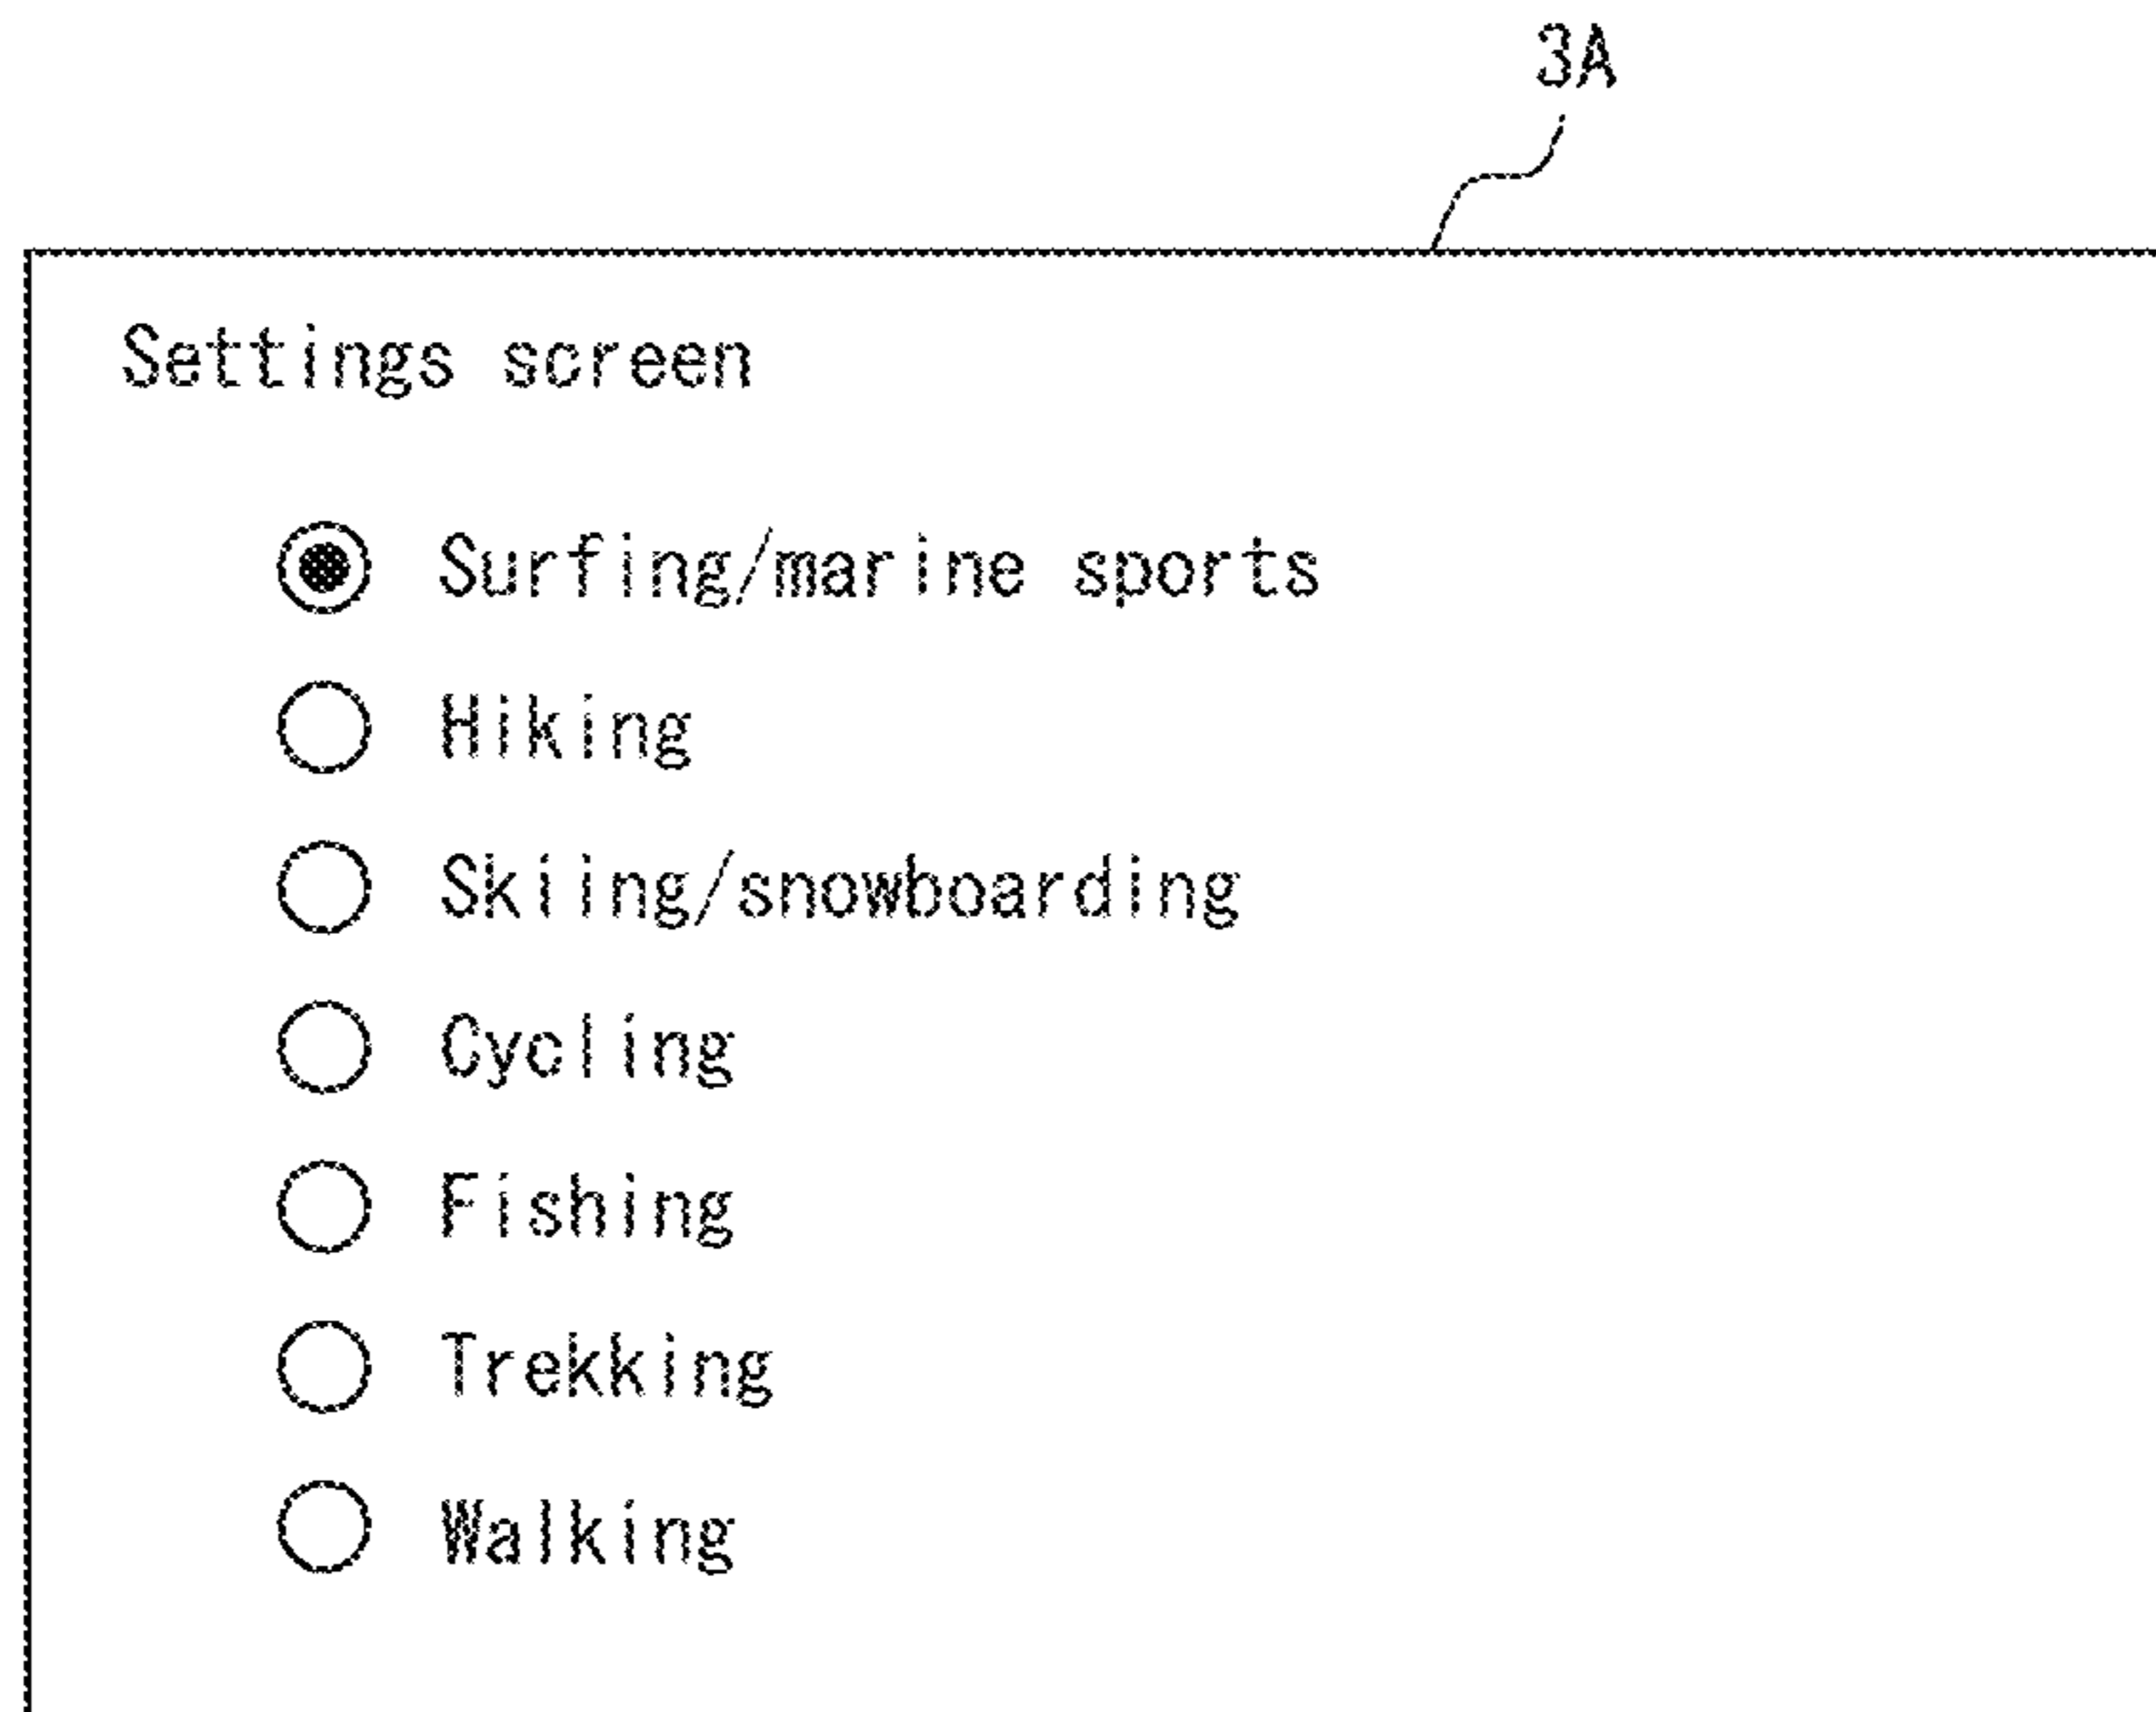 3A
Settings screen
Surfing/marine sports
Hiking
Skiing/snowboarding
Cycling
Fishing
Trekking
Walking